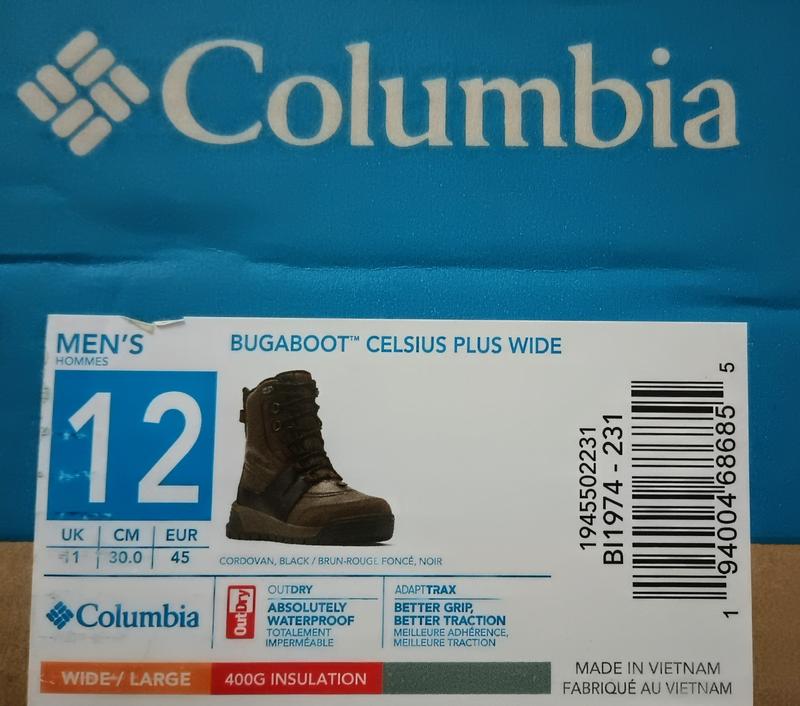 Columbia
MEN'S
HOMMES
BUGABOOT™ CELSIUS PLUS WIDE
12
UK CM EUR
11 30.0 45
CORDOVAN, BLACK / BRUN-ROUGE FONCÉ, NOIR
1945502231
BI1974 - 231
1 94004 68685 5
Columbia
OutDry
OUTDRY
ABSOLUTELY
WATERPROOF
TOTALEMENT
IMPERMÉABLE
ADAPTTRAX
BETTER GRIP,
BETTER TRACTION
MEILLEURE ADHÉRENCE,
MEILLEURE TRACTION
WIDE / LARGE
400G INSULATION
MADE IN VIETNAM
FABRIQUÉ AU VIETNAM